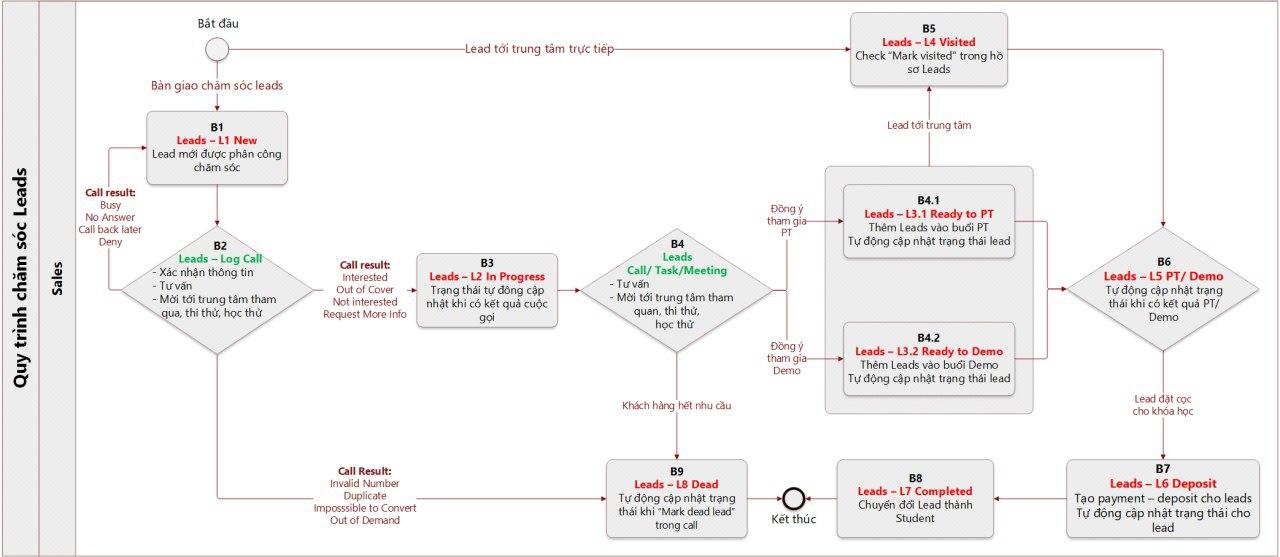 Quy trình chăm sóc Leads
Sales
Bắt đầu
Lead tới trung tâm trực tiếp
Bàn giao chăm sóc leads
B1
Leads – L1 New
Lead mới được phân công
chăm sóc
Call result:
Busy
No Answer
Call back later
Deny
B2
Leads – Log Call
- Xác nhận thông tin
- Tư vấn
- Mời tới trung tâm tham
qua, thi thử, học thử
Call result:
Interested
Out of Cover
Not interested
Request More Info
B3
Leads – L2 In Progress
Trạng thái tự động cập
nhật khi có kết quả cuộc
gọi
B4
Leads
Call/ Task/Meeting
- Tư vấn
- Mời tới trung tâm tham
quan, thi thử,
học thử
Đồng ý
tham gia
PT
Đồng ý
tham gia
Demo
B4.1
Leads – L3.1 Ready to PT
Thêm Leads vào buổi PT
Tự động cập nhật trạng thái lead
B4.2
Leads – L3.2 Ready to Demo
Thêm Leads vào buổi Demo
Tự động cập nhật trạng thái lead
Lead tới trung tâm
B5
Leads – L4 Visited
Check “Mark visited” trong hồ
sơ Leads
B6
Leads – L5 PT/ Demo
Tự động cập nhật trạng
thái khi có kết quả PT/
Demo
Lead đặt cọc
cho khóa học
B7
Leads – L6 Deposit
Tạo payment – deposit cho leads
Tự động cập nhật trạng thái cho
lead
B8
Leads – L7 Completed
Chuyển đổi Lead thành
Student
Kết thúc
Khách hàng hết nhu cầu
B9
Leads – L8 Dead
Tự động cập nhật trạng
thái khi “Mark dead lead”
trong call
Call Result:
Invalid Number
Duplicate
Imposssible to Convert
Out of Demand